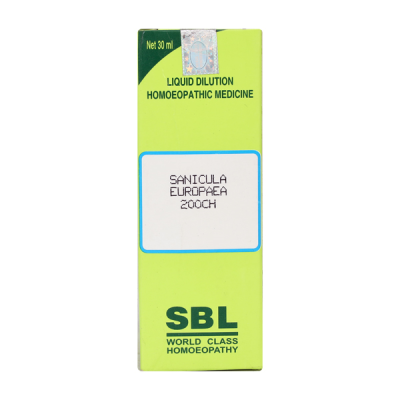 Net 30 ml
LIQUID DILUTION
HOMOEOPATHIC MEDICINE
SANICULA
EUROPAEA
200CH
SBL
WORLD CLASS
HOMOEOPATHY